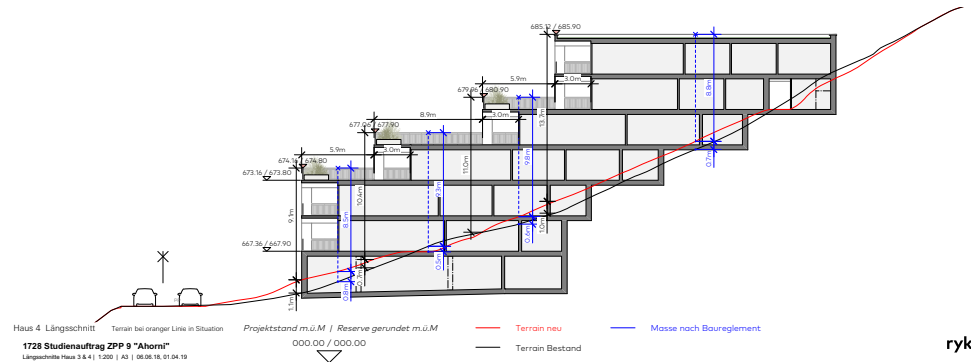 685.12 / 685.90
5.9m
3.0m
679.96 / 680.90
8.8m
8.9m
3.0m
13.7m
677.06 / 677.90
5.9m
3.0m
11.0m
9.8m
0.7m
674.16 / 674.80
673.16 / 673.80
9.3m
10.4m
9.1m
8.5m
1.0m
0.6m
667.36 / 667.90
0.5m
0.7m
0.8m
1.1m
Haus 4 Längsschnitt
Terrain bei oranger Linie in Situation
Projektstand m.ü.M | Reserve gerundet m.ü.M
Terrain neu
Masse nach Baureglement
1728 Studienauftrag ZPP 9 "Ahorni"
000.00 / 000.00
Terrain Bestand
ryk
Längsschnitte Haus 3 & 4 | 1:200 | A3 | 06.06.18, 01.04.19